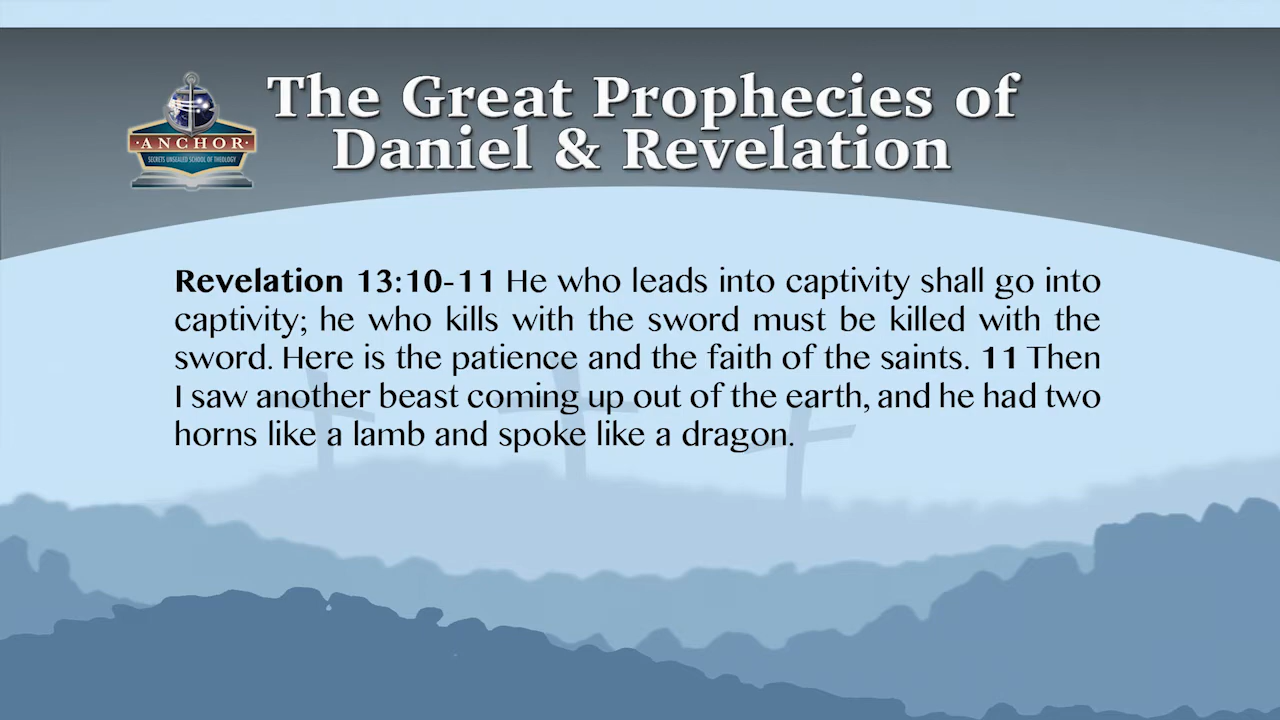 The Great Prophecies of
Daniel & Revelation
·ANCHOR·
SECRETS UNSEALED SCHOOL OF THEOLOGY
Revelation 13:10-11 He who leads into captivity shall go into
captivity; he who kills with the sword must be killed with the
sword. Here is the patience and the faith of the saints. 11 Then
I saw another beast coming up out of the earth, and he had two
horns like a lamb and spoke like a dragon.